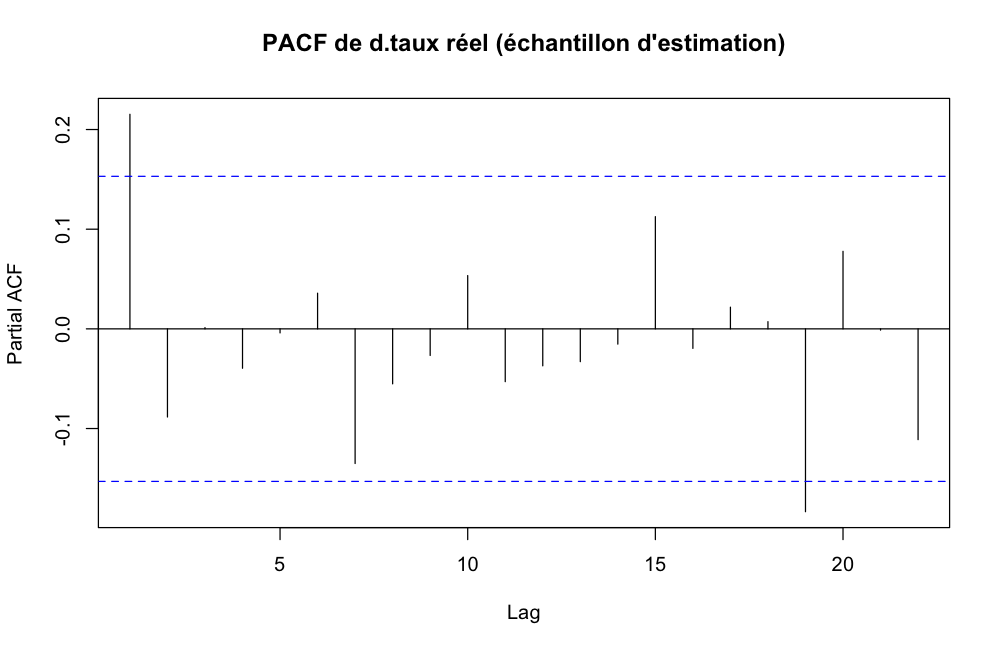 PACF de d.taux réel (échantillon d'estimation)
Partial ACF
0.2
0.1
0.0
-0.1
5 10 15 20
Lag